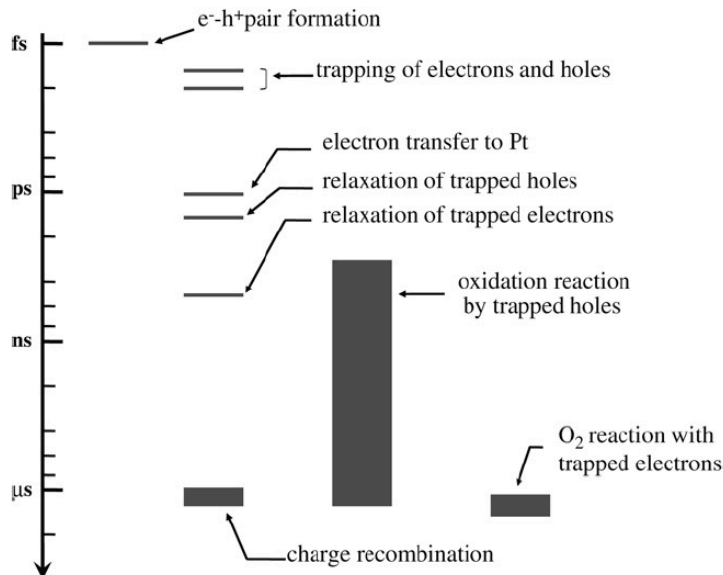 e⁻-h⁺pair formation
fs
trapping of electrons and holes
electron transfer to Pt
relaxation of trapped holes
ps
relaxation of trapped electrons
oxidation reaction
by trapped holes
ns
O₂ reaction with
trapped electrons
μs
charge recombination